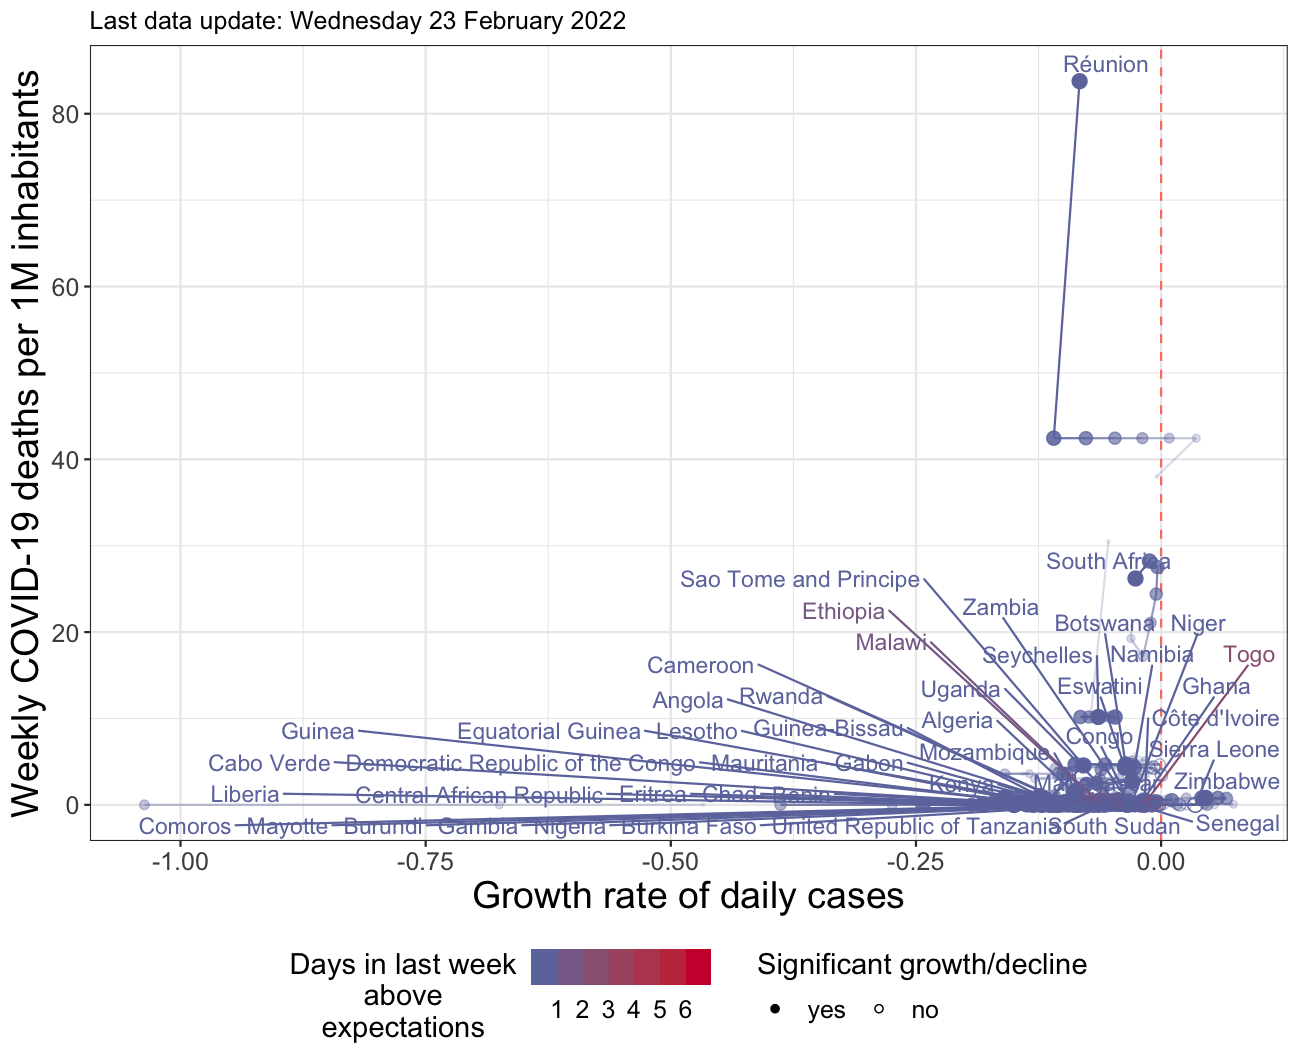 Last data update: Wednesday 23 February 2022
Weekly COVID-19 deaths per 1M inhabitants
80
60
40
20
0
Réunion
South Africa
Sao Tome and Principe
Ethiopia
Zambia
Malawi
Botswana
Niger
Cameroon
Seychelles
Namibia
Togo
Angola
Rwanda
Uganda
Eswatini
Ghana
Guinea
Equatorial Guinea
Lesotho
Guinea-Bissau
Algeria
Congo
Côte d'Ivoire
Cabo Verde
Democratic Republic of the Congo
Mauritania
Gabon
Mozambique
Sierra Leone
Liberia
Central African Republic
Eritrea
Chad
Benin
Kenya
Zimbabwe
Comoros
Mayotte
Burundi
Gambia
Nigeria
Burkina Faso
United Republic of Tanzania
South Sudan
Senegal
-1.00
-0.75
-0.50
-0.25
0.00
Growth rate of daily cases
Days in last week
above
expectations
1 2 3 4 5 6
Significant growth/decline
yes
no